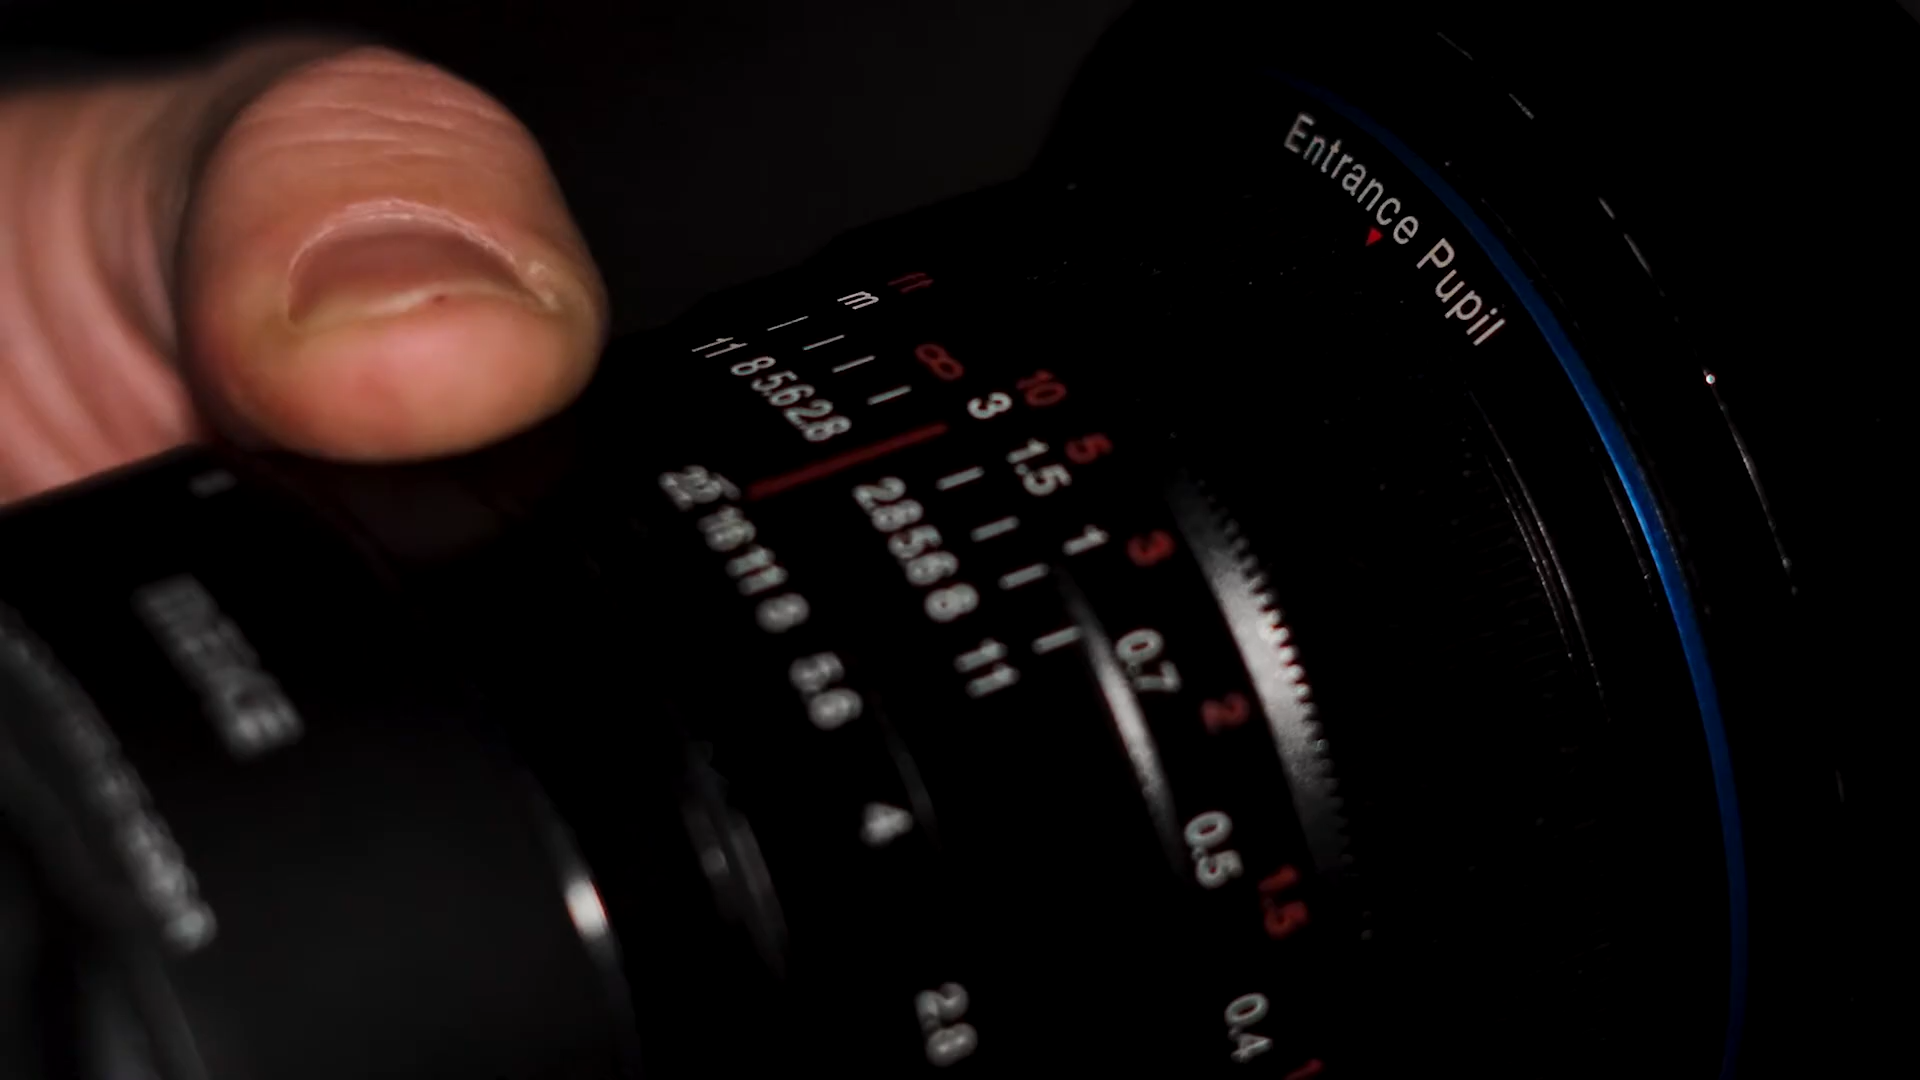 Entrance Pupil
m ft
11 8 5.6 2.8
∞ 3 1.5 1 0.7 0.5 0.4
10 5 3 2 1.5 1
2.8 5.6 8 11
22 16 11 8 5.6 4 2.8